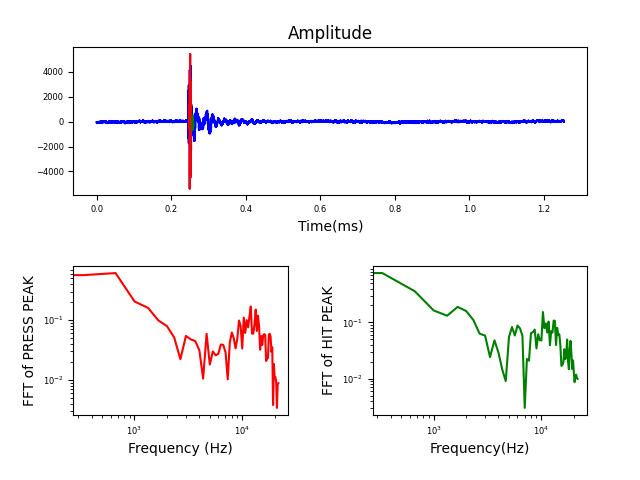 Amplitude
4000
2000
0
−2000
−4000
0.0 0.2 0.4 0.6 0.8 1.0 1.2
Time(ms)
FFT of PRESS PEAK
10⁻¹
10⁻²
10³ 10⁴
Frequency (Hz)
FFT of HIT PEAK
10⁻¹
10⁻²
10³ 10⁴
Frequency(Hz)